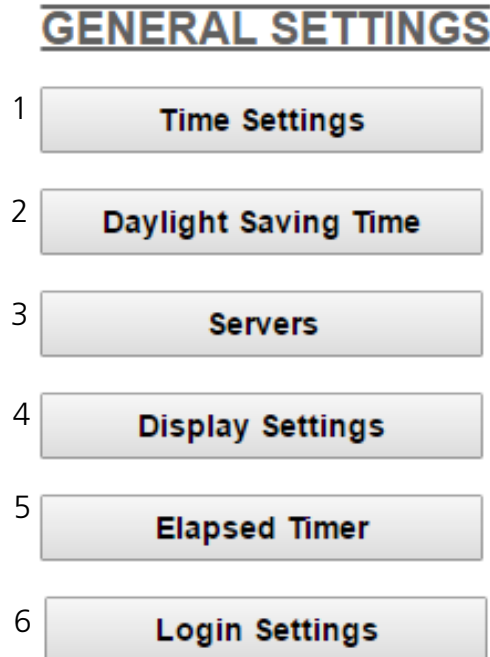 GENERAL SETTINGS
1 Time Settings
2 Daylight Saving Time
3 Servers
4 Display Settings
5 Elapsed Timer
6 Login Settings